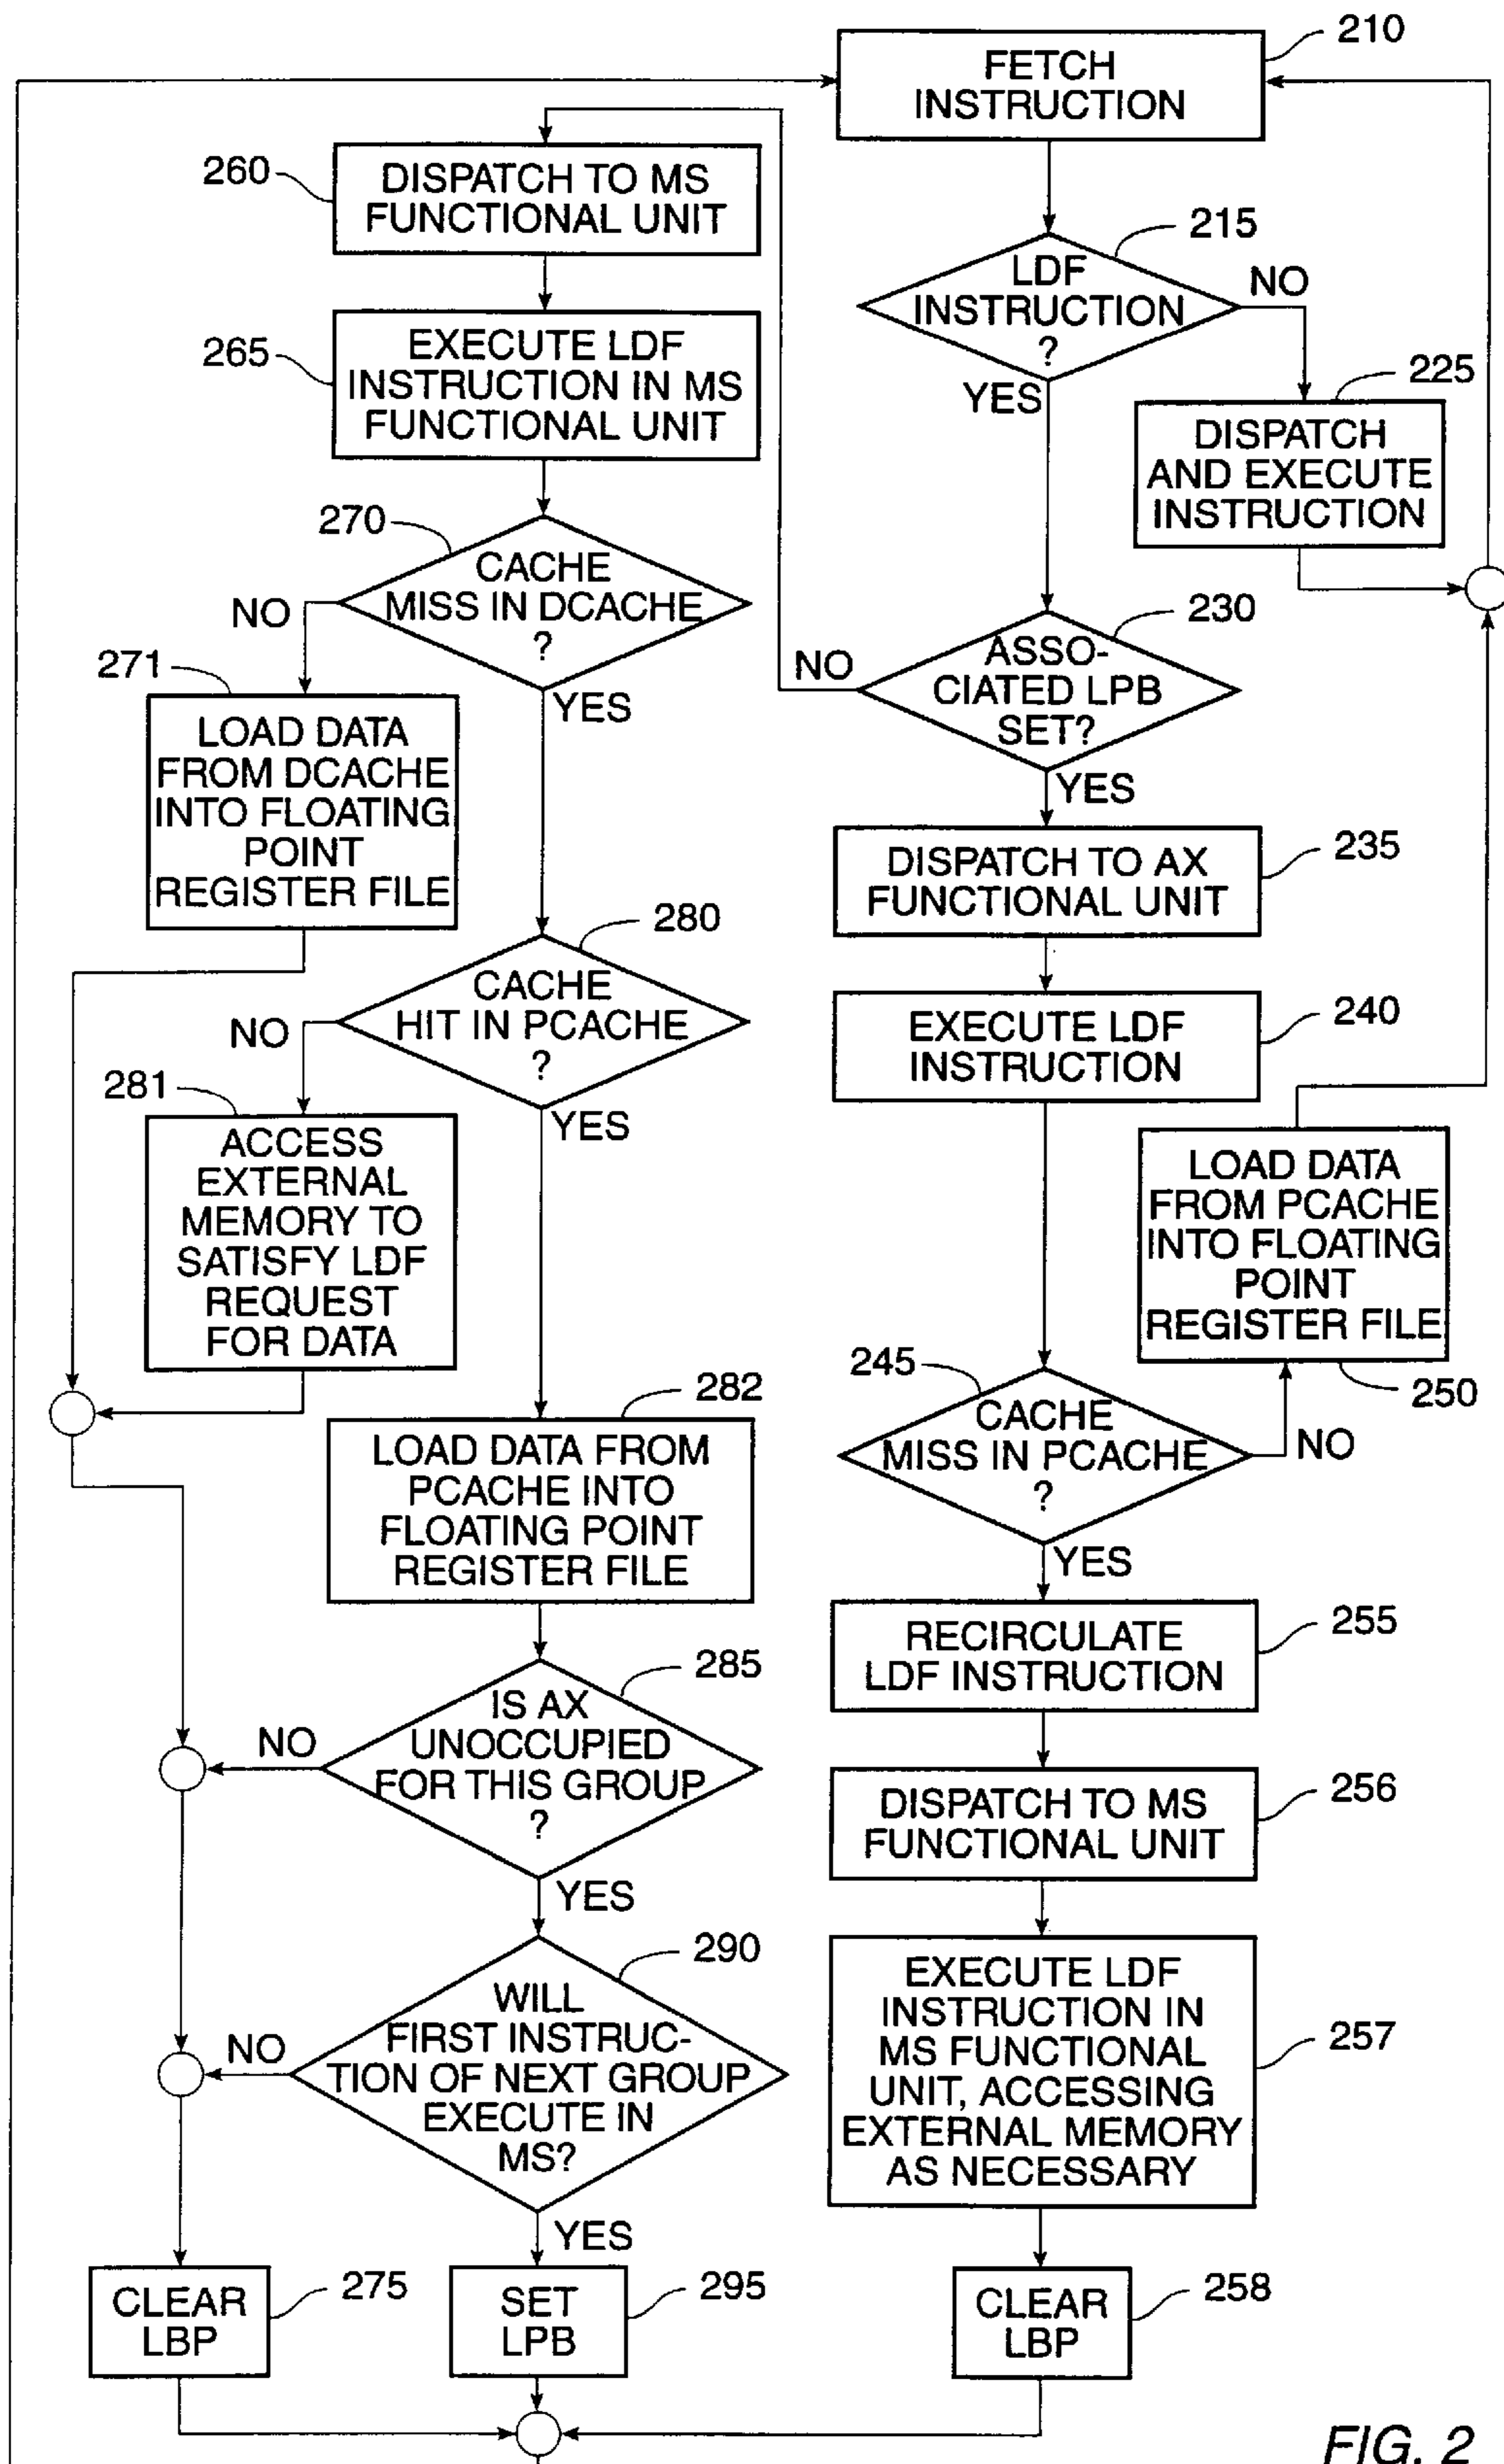 210
FETCH
INSTRUCTION
260
DISPATCH TO MS
FUNCTIONAL UNIT
215
LDF
INSTRUCTION
?
NO
YES
265
EXECUTE LDF
INSTRUCTION IN MS
FUNCTIONAL UNIT
225
DISPATCH
AND EXECUTE
INSTRUCTION
270
CACHE
MISS IN DCACHE
?
NO
YES
230
ASSO-
CIATED LPB
SET?
NO
YES
271
LOAD DATA
FROM DCACHE
INTO FLOATING
POINT
REGISTER FILE
235
DISPATCH TO AX
FUNCTIONAL UNIT
280
CACHE
HIT IN PCACHE
?
NO
YES
240
EXECUTE LDF
INSTRUCTION
281
ACCESS
EXTERNAL
MEMORY TO
SATISFY LDF
REQUEST
FOR DATA
LOAD DATA
FROM PCACHE
INTO FLOATING
POINT
REGISTER FILE
250
245
CACHE
MISS IN PCACHE
?
NO
YES
282
LOAD DATA FROM
PCACHE INTO
FLOATING POINT
REGISTER FILE
255
RECIRCULATE
LDF INSTRUCTION
285
IS AX
UNOCCUPIED
FOR THIS GROUP
?
NO
YES
256
DISPATCH TO MS
FUNCTIONAL UNIT
290
WILL
FIRST INSTRUC-
TION OF NEXT GROUP
EXECUTE IN
MS?
NO
YES
257
EXECUTE LDF
INSTRUCTION IN
MS FUNCTIONAL
UNIT, ACCESSING
EXTERNAL MEMORY
AS NECESSARY
275
CLEAR
LBP
295
SET
LPB
258
CLEAR
LBP
FIG. 2